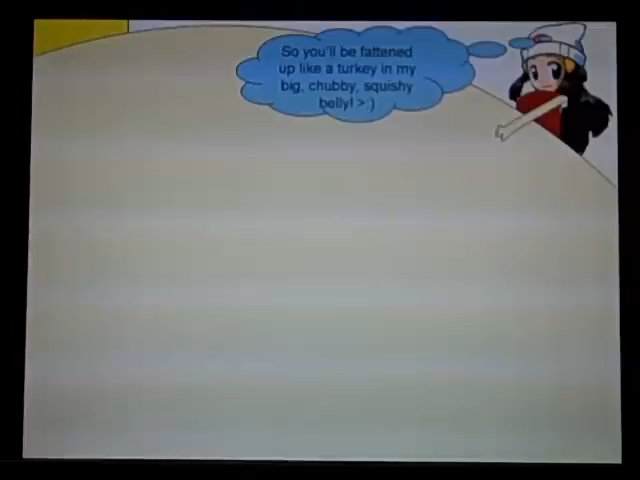 So you'll be fattened
up like a turkey in my
big, chubby, squishy
belly! >:)